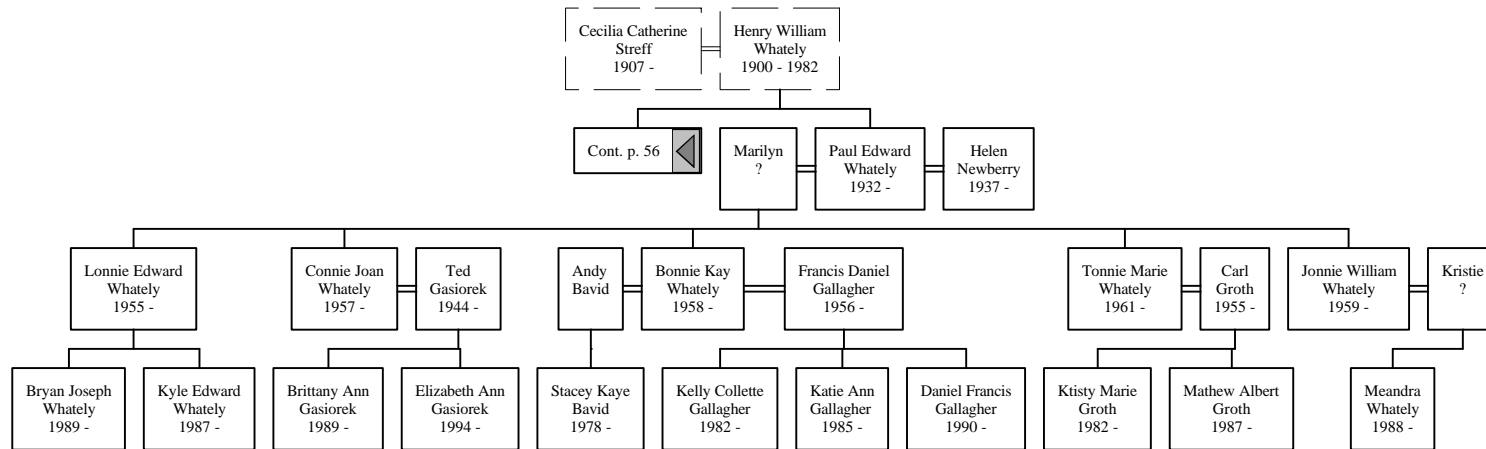 Cecilia Catherine
Streff
1907 -
Henry William
Whately
1900 - 1982
Cont. p. 56
Marilyn
?
Paul Edward
Whately
1932 -
Helen
Newberry
1937 -
Lonnie Edward
Whately
1955 -
Connie Joan
Whately
1957 -
Ted
Gasiorek
1944 -
Andy
Bavid
Bonnie Kay
Whately
1958 -
Francis Daniel
Gallagher
1956 -
Tonnie Marie
Whately
1961 -
Carl
Groth
1955 -
Jonnie William
Whately
1959 -
Kristie
?
Bryan Joseph
Whately
1989 -
Kyle Edward
Whately
1987 -
Brittany Ann
Gasiorek
1989 -
Elizabeth Ann
Gasiorek
1994 -
Stacey Kaye
Bavid
1978 -
Kelly Collette
Gallagher
1982 -
Katie Ann
Gallagher
1985 -
Daniel Francis
Gallagher
1990 -
Ktisty Marie
Groth
1982 -
Mathew Albert
Groth
1987 -
Meandra
Whately
1988 -